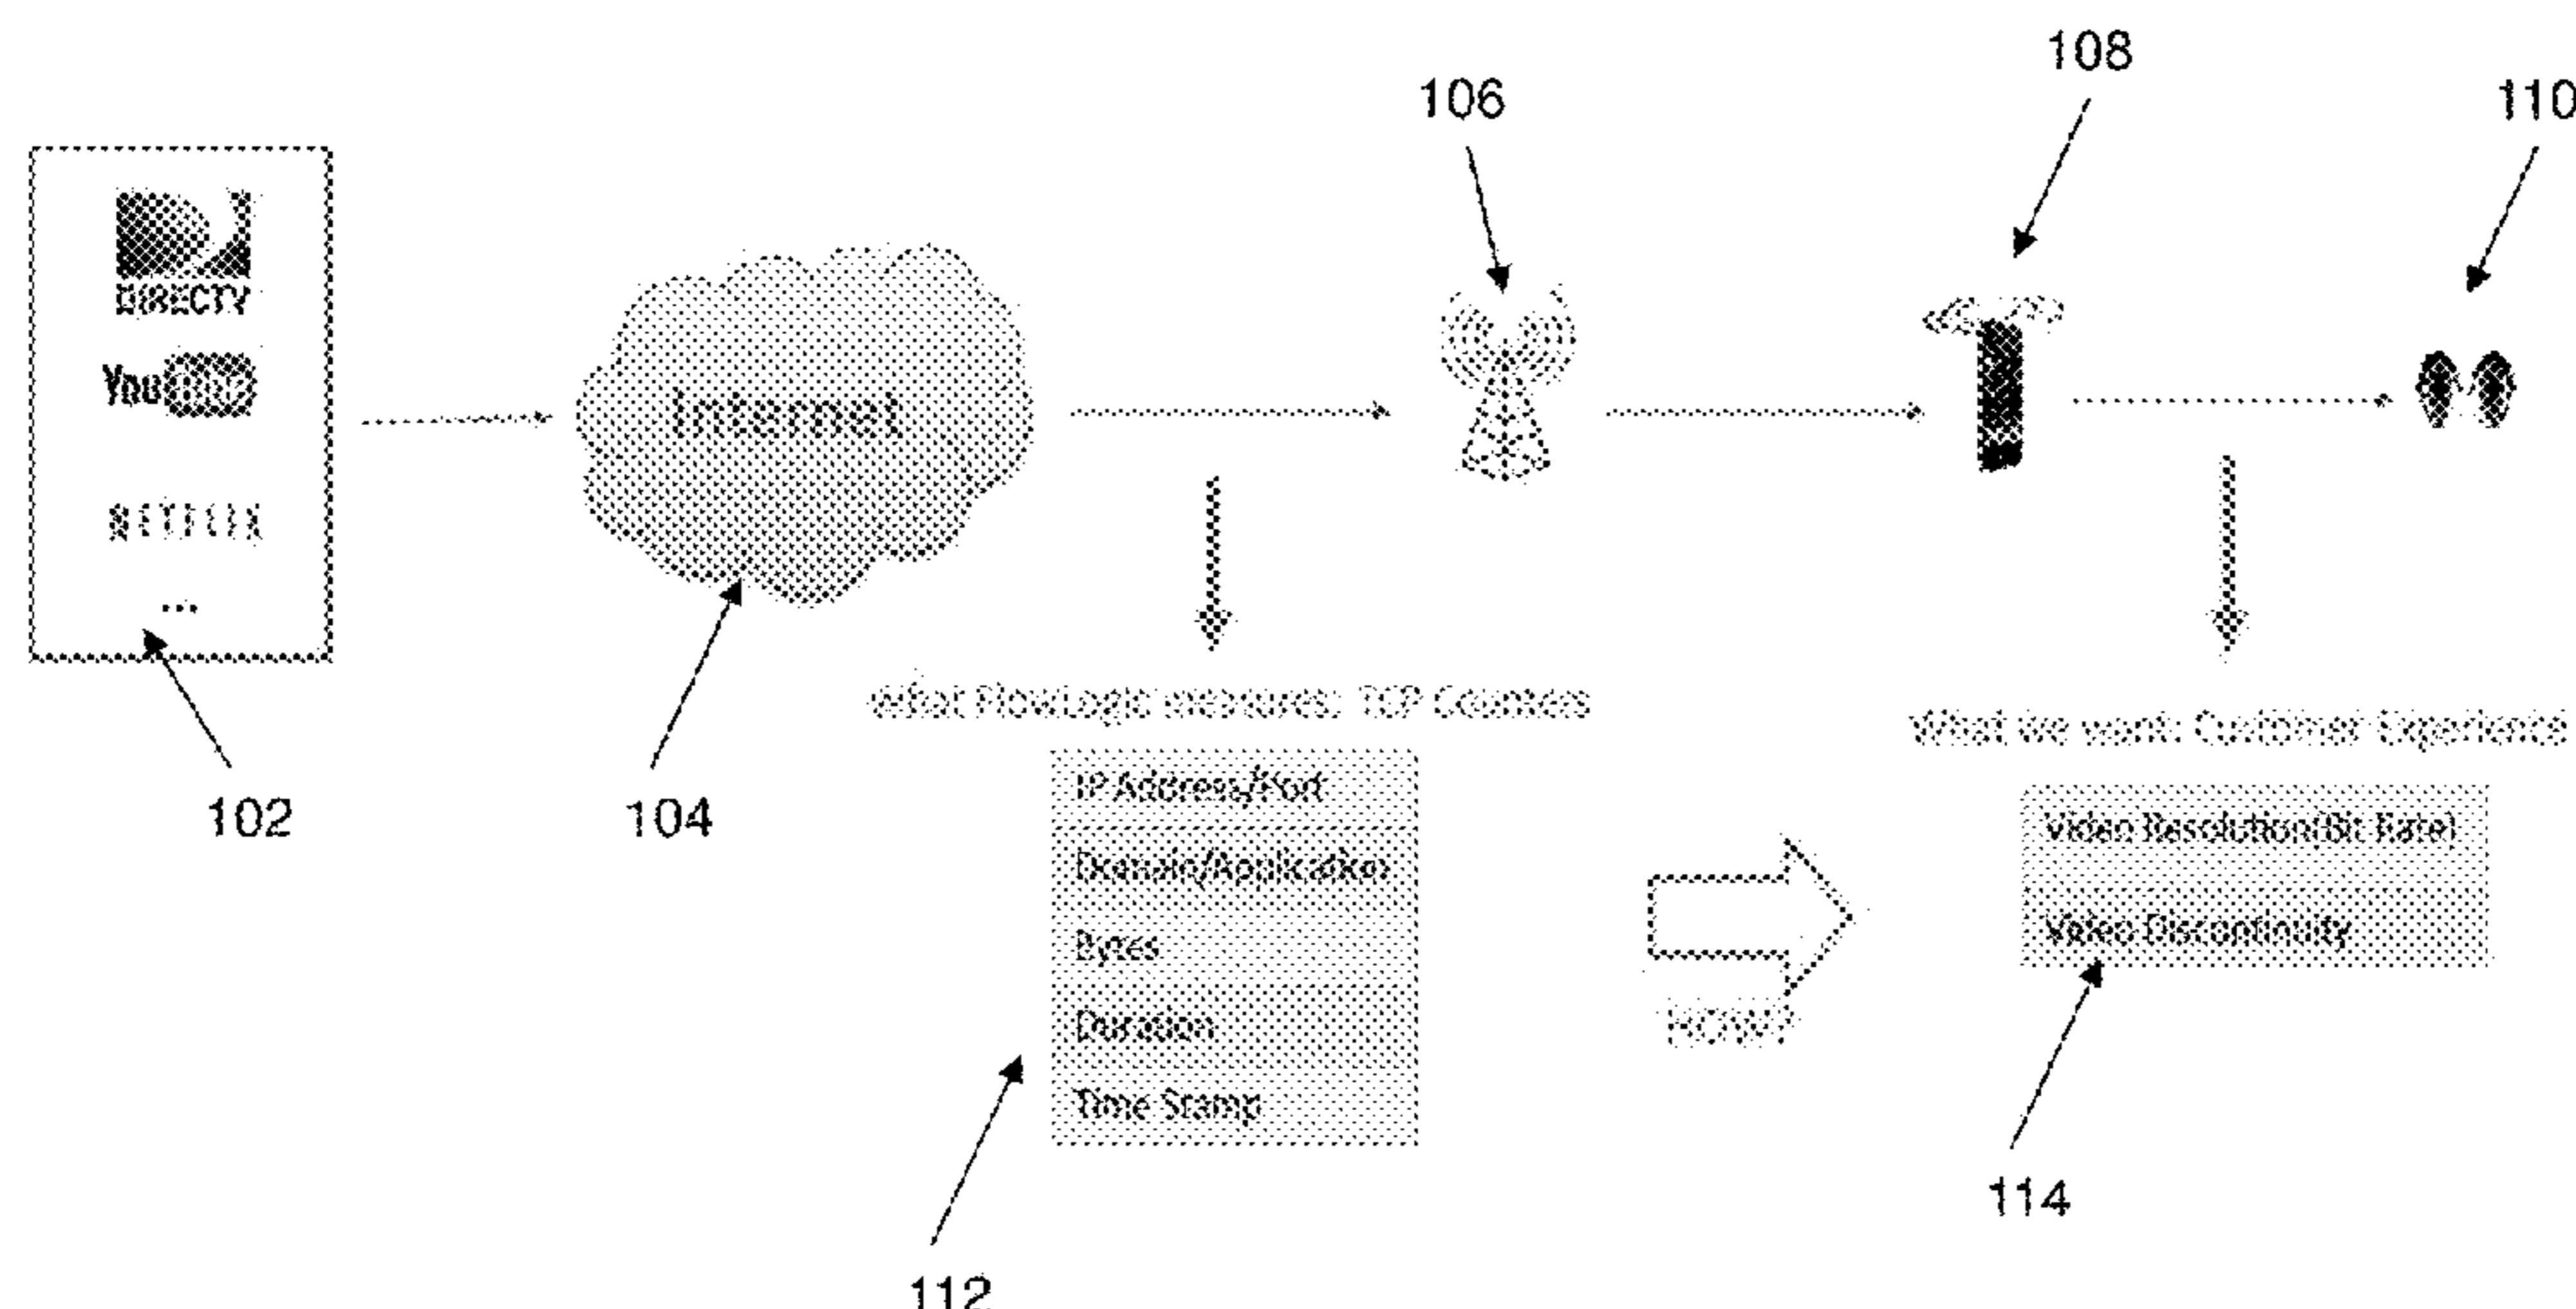 108
106
110
DIRECTV
YouTube
Internet
NETFLIX
...
What FlowLogic measures: TCP Counters
What we want: Customer Experience
IP Address/Port
Domain/Application
Bytes
Duration
Time Stamp
HOW?
Video Resolution(Bit Rate)
Video Discontinuity
102
104
114
112